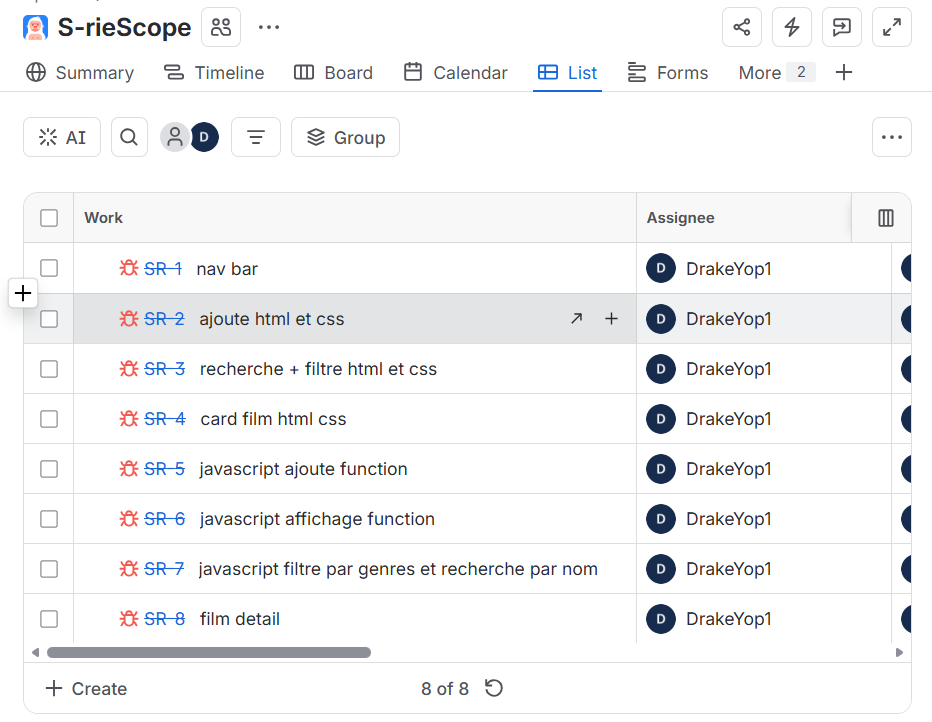 S-rieScope
Summary Timeline Board Calendar List Forms More 2
AI D Group
Work Assignee
SR-1 nav bar D DrakeYop1
SR-2 ajoute html et css D DrakeYop1
SR-3 recherche + filtre html et css D DrakeYop1
SR-4 card film html css D DrakeYop1
SR-5 javascript ajoute function D DrakeYop1
SR-6 javascript affichage function D DrakeYop1
SR-7 javascript filtre par genres et recherche par nom D DrakeYop1
SR-8 film detail D DrakeYop1
Create 8 of 8